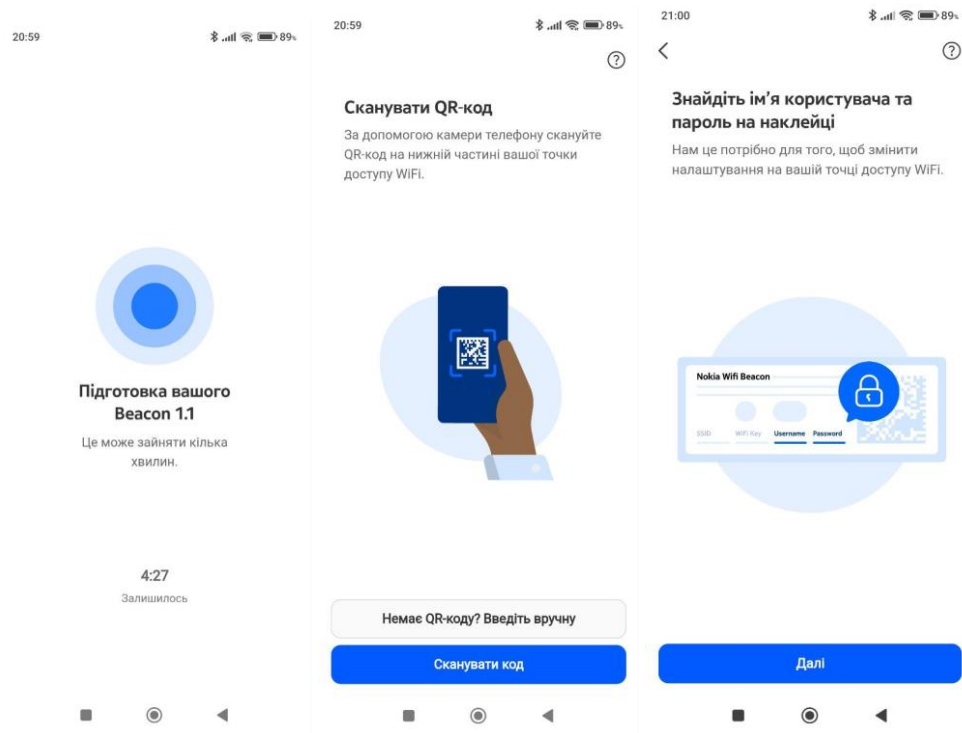 20:59
89%
Підготовка вашого
Beacon 1.1
Це може зайняти кілька
хвилин.
4:27
Залишилось
20:59
89%
?
Сканувати QR-код
За допомогою камери телефону скануйте
QR-код на нижній частині вашої точки
доступу WiFi.
Немає QR-коду? Введіть вручну
Сканувати код
21:00
89%
?
Знайдіть ім’я користувача та
пароль на наклейці
Нам це потрібно для того, щоб змінити
налаштування на вашій точці доступу WiFi.
Nokia Wifi Beacon
SSID WiFi Key Username Password
Далі